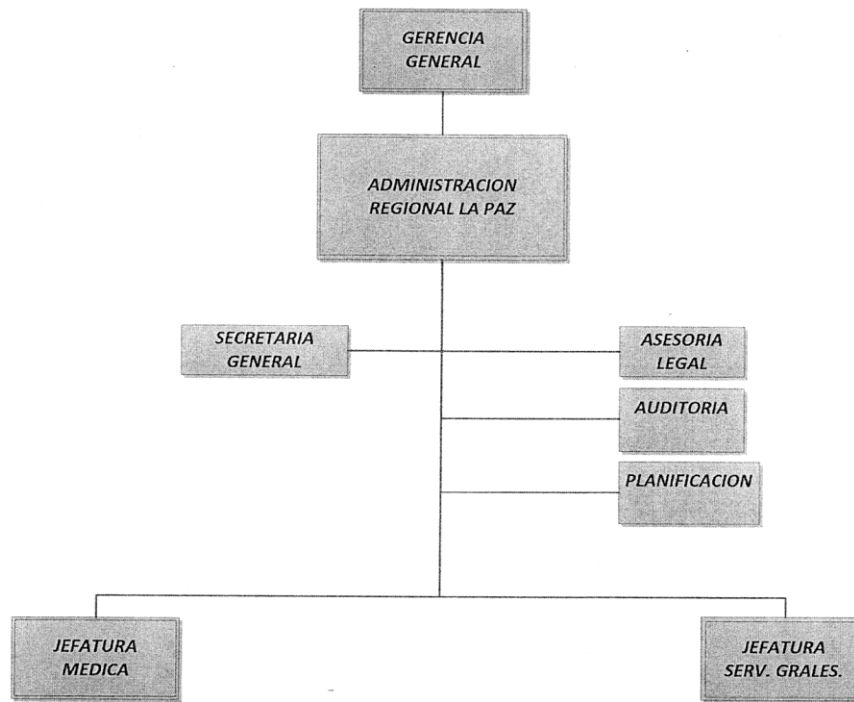 GERENCIA
GENERAL
ADMINISTRACION
REGIONAL LA PAZ
SECRETARIA
GENERAL
ASESORIA
LEGAL
AUDITORIA
PLANIFICACION
JEFATURA
MEDICA
JEFATURA
SERV. GRALES.